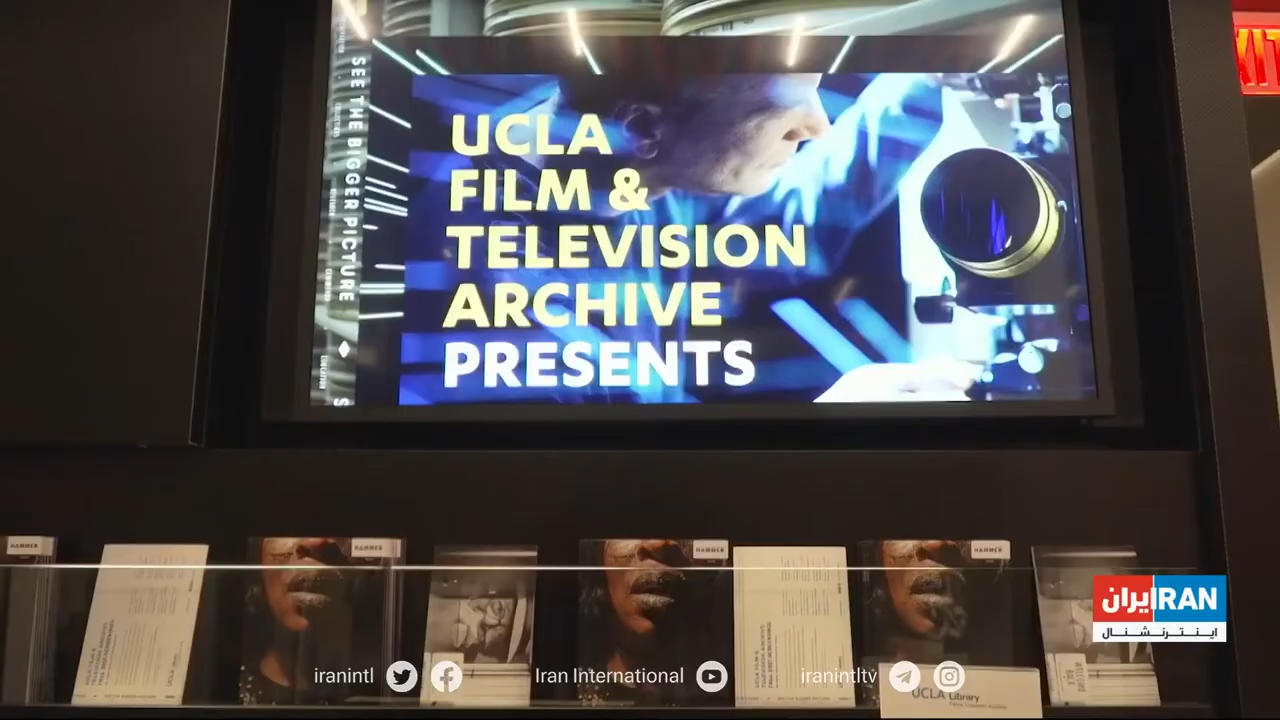 SEE THE BIGGER PICTURE
UCLA
FILM &
TELEVISION
ARCHIVE
PRESENTS
EXIT
HAMMER
HAMMER
HAMMER
HAMMER
ایران IRAN
اینترنشنال
iranintl
Iran International
iranintltv
UCLA Library